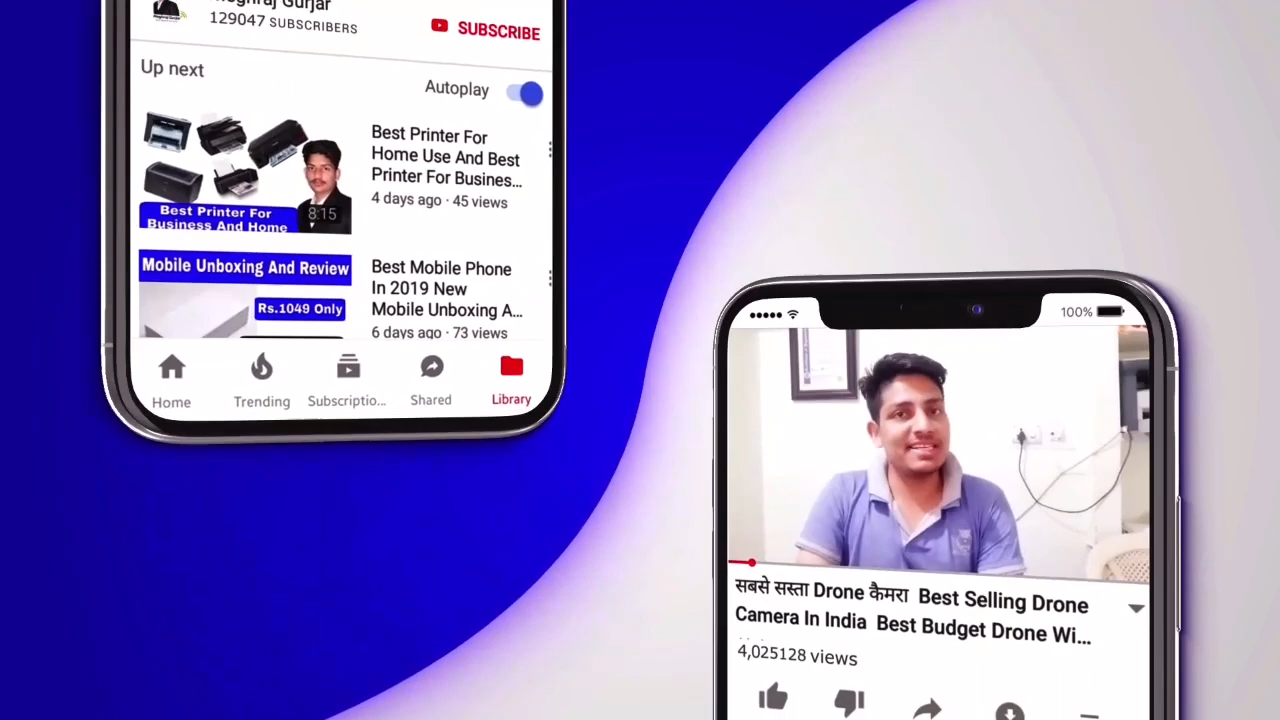 Meghraj Gurjar
129047 SUBSCRIBERS
SUBSCRIBE
Up next
Autoplay
Best Printer For
Business And Home
8:15
Best Printer For
Home Use And Best
Printer For Busines...
4 days ago · 45 views
Mobile Unboxing And Review
Rs.1049 Only
Best Mobile Phone
In 2019 New
Mobile Unboxing A...
6 days ago · 73 views
Home
Trending
Subscriptio...
Shared
Library
100%
सबसे सस्ता Drone कैमरा Best Selling Drone
Camera In India Best Budget Drone Wi...
4,025128 views